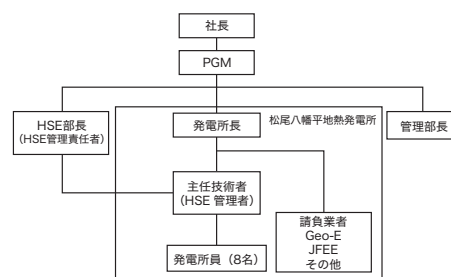 社長
PGM
HSE部長
（HSE管理責任者）
発電所長
松尾八幡平地熱発電所
管理部長
主任技術者
（HSE 管理者）
請負業者
Geo-E
JFEE
その他
発電所員（8名）